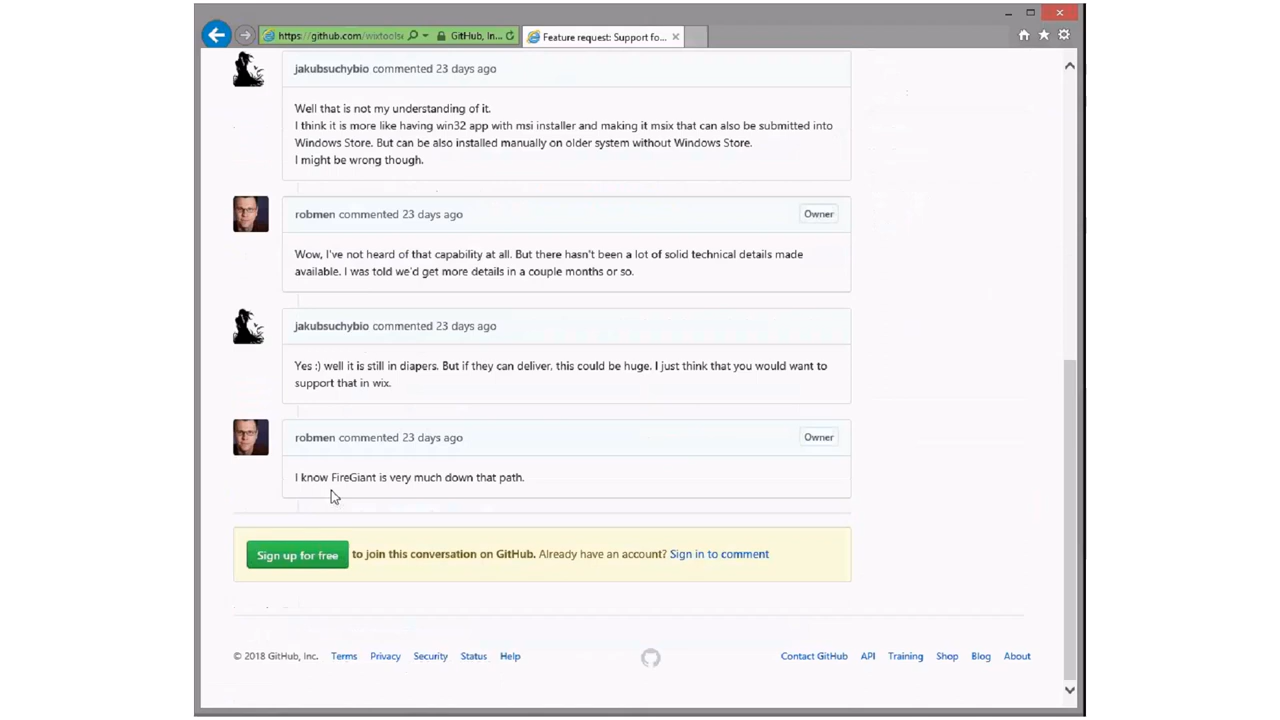 https://github.com/wixtools
GitHub, In...
Feature request: Support fo...
jakubsuchybio commented 23 days ago
Well that is not my understanding of it.
I think it is more like having win32 app with msi installer and making it msix that can also be submitted into
Windows Store. But can be also installed manually on older system without Windows Store.
I might be wrong though.
robmen commented 23 days ago
Owner
Wow, I've not heard of that capability at all. But there hasn't been a lot of solid technical details made
available. I was told we'd get more details in a couple months or so.
jakubsuchybio commented 23 days ago
Yes :) well it is still in diapers. But if they can deliver, this could be huge. I just think that you would want to
support that in wix.
robmen commented 23 days ago
Owner
I know FireGiant is very much down that path.
Sign up for free to join this conversation on GitHub. Already have an account? Sign in to comment
© 2018 GitHub, Inc. Terms Privacy Security Status Help
Contact GitHub API Training Shop Blog About